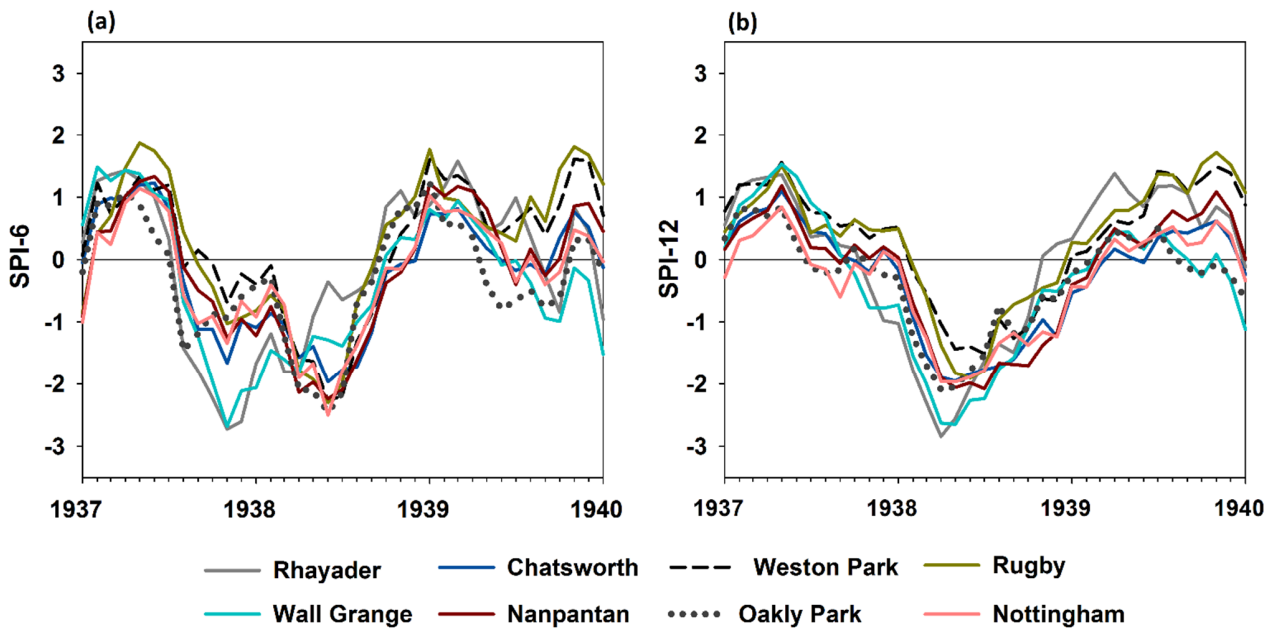 (a)
SPI-6
3
2
1
0
-1
-2
-3
1937 1938 1939 1940
(b)
SPI-12
3
2
1
0
-1
-2
-3
1937 1938 1939 1940
Rhayader Chatsworth Weston Park Rugby
Wall Grange Nanpantan Oakly Park Nottingham